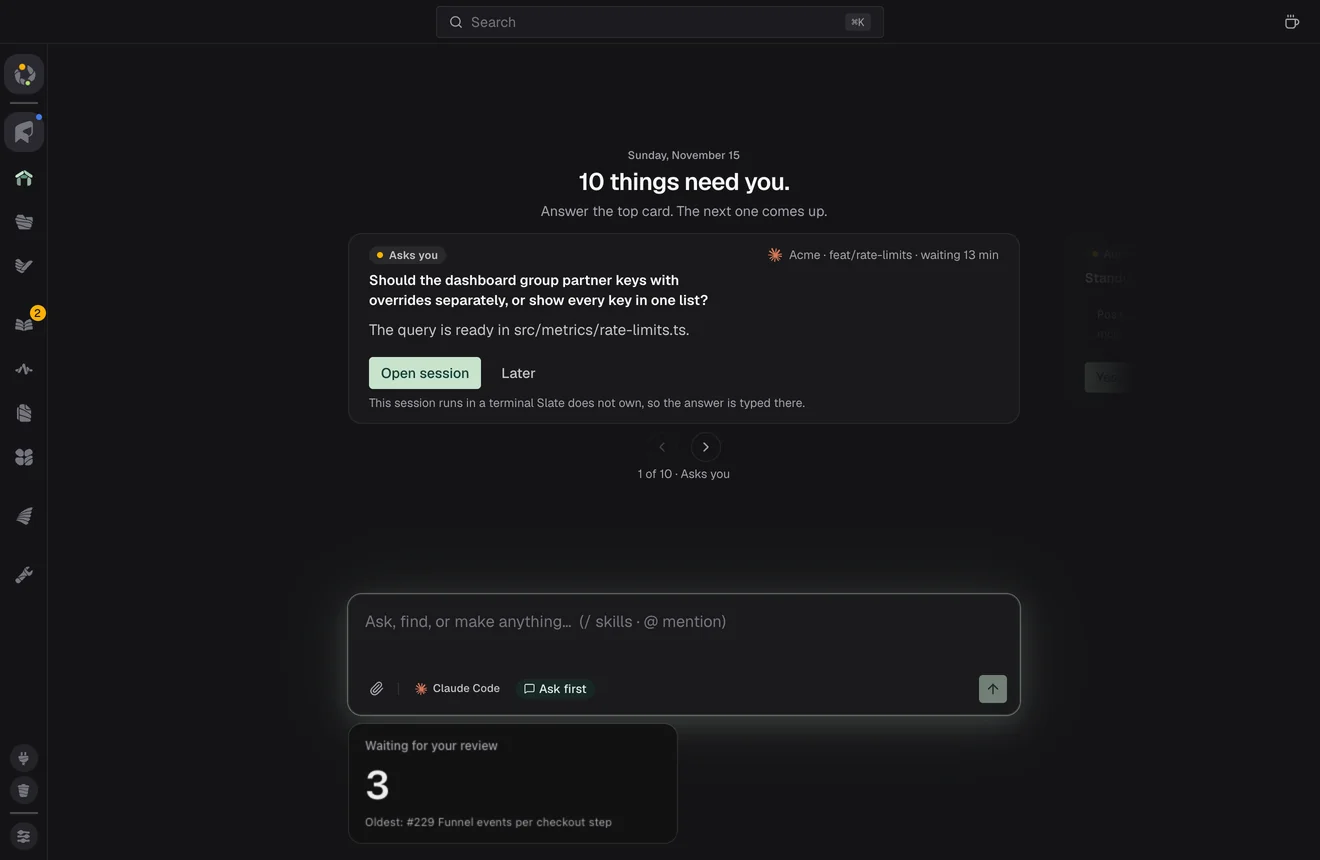 Search
⌘K
2
Sunday, November 15
10 things need you.
Answer the top card. The next one comes up.
Asks you
Acme · feat/rate-limits · waiting 13 min
Should the dashboard group partner keys with
overrides separately, or show every key in one list?
The query is ready in src/metrics/rate-limits.ts.
Open session
Later
This session runs in a terminal Slate does not own, so the answer is typed there.
1 of 10 · Asks you
Ask, find, or make anything... (/ skills · @ mention)
Claude Code
Ask first
Waiting for your review
3
Oldest: #229 Funnel events per checkout step